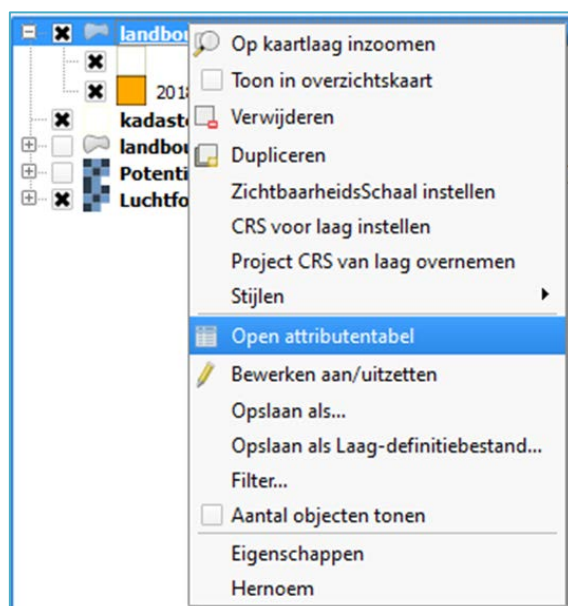 landbou
2018
kadaste
landbou
Potenti
Luchtfo
Op kaartlaag inzoomen
Toon in overzichtskaart
Verwijderen
Dupliceren
ZichtbaarheidsSchaal instellen
CRS voor laag instellen
Project CRS van laag overnemen
Stijlen
Open attributentabel
Bewerken aan/uitzetten
Opslaan als...
Opslaan als Laag-definitiebestand...
Filter...
Aantal objecten tonen
Eigenschappen
Hernoem